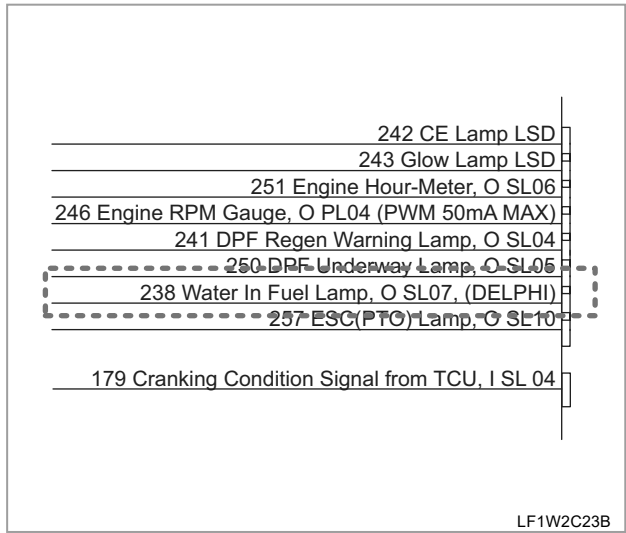 242 CE Lamp LSD
243 Glow Lamp LSD
251 Engine Hour-Meter, O SL06
246 Engine RPM Gauge, O PL04 (PWM 50mA MAX)
241 DPF Regen Warning Lamp, O SL04
250 DPF Underway Lamp, O SL05
238 Water In Fuel Lamp, O SL07, (DELPHI)
257 ESC(PTO) Lamp, O SL10
179 Cranking Condition Signal from TCU, I SL 04
LF1W2C23B